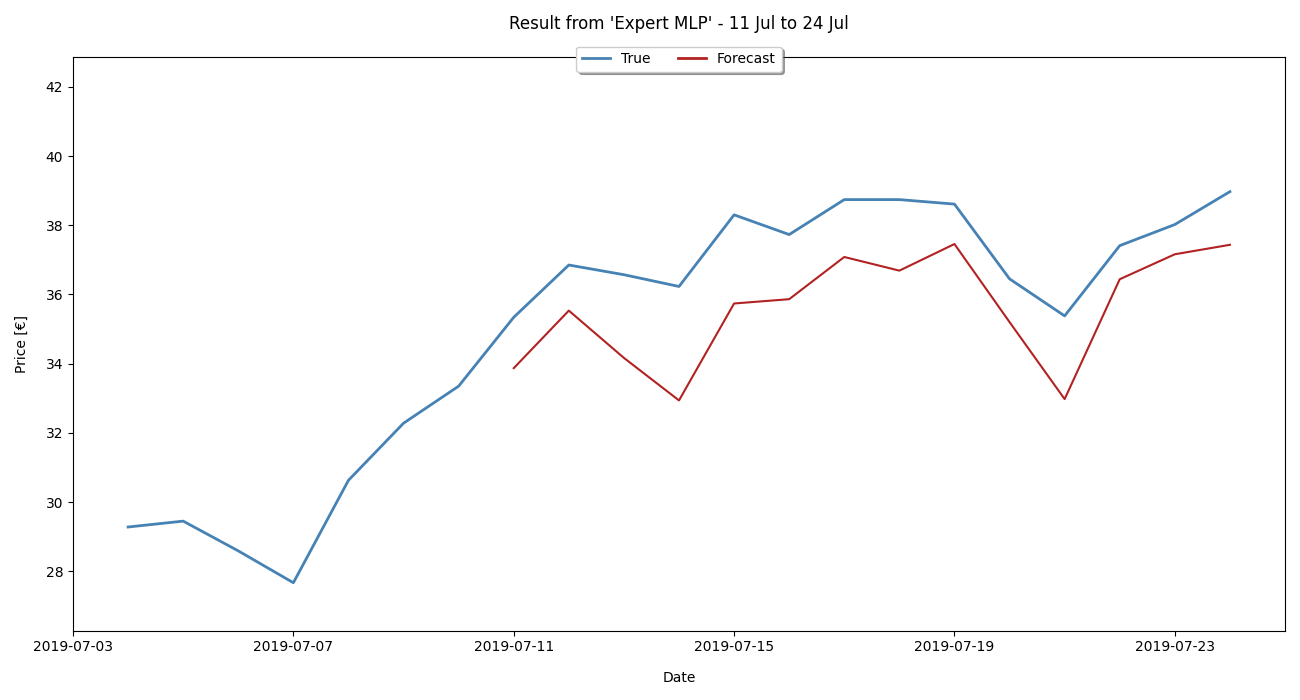 Result from 'Expert MLP' - 11 Jul to 24 Jul
True Forecast
42
40
38
36
34
32
30
28
Price [€]
2019-07-03 2019-07-07 2019-07-11 2019-07-15 2019-07-19 2019-07-23
Date